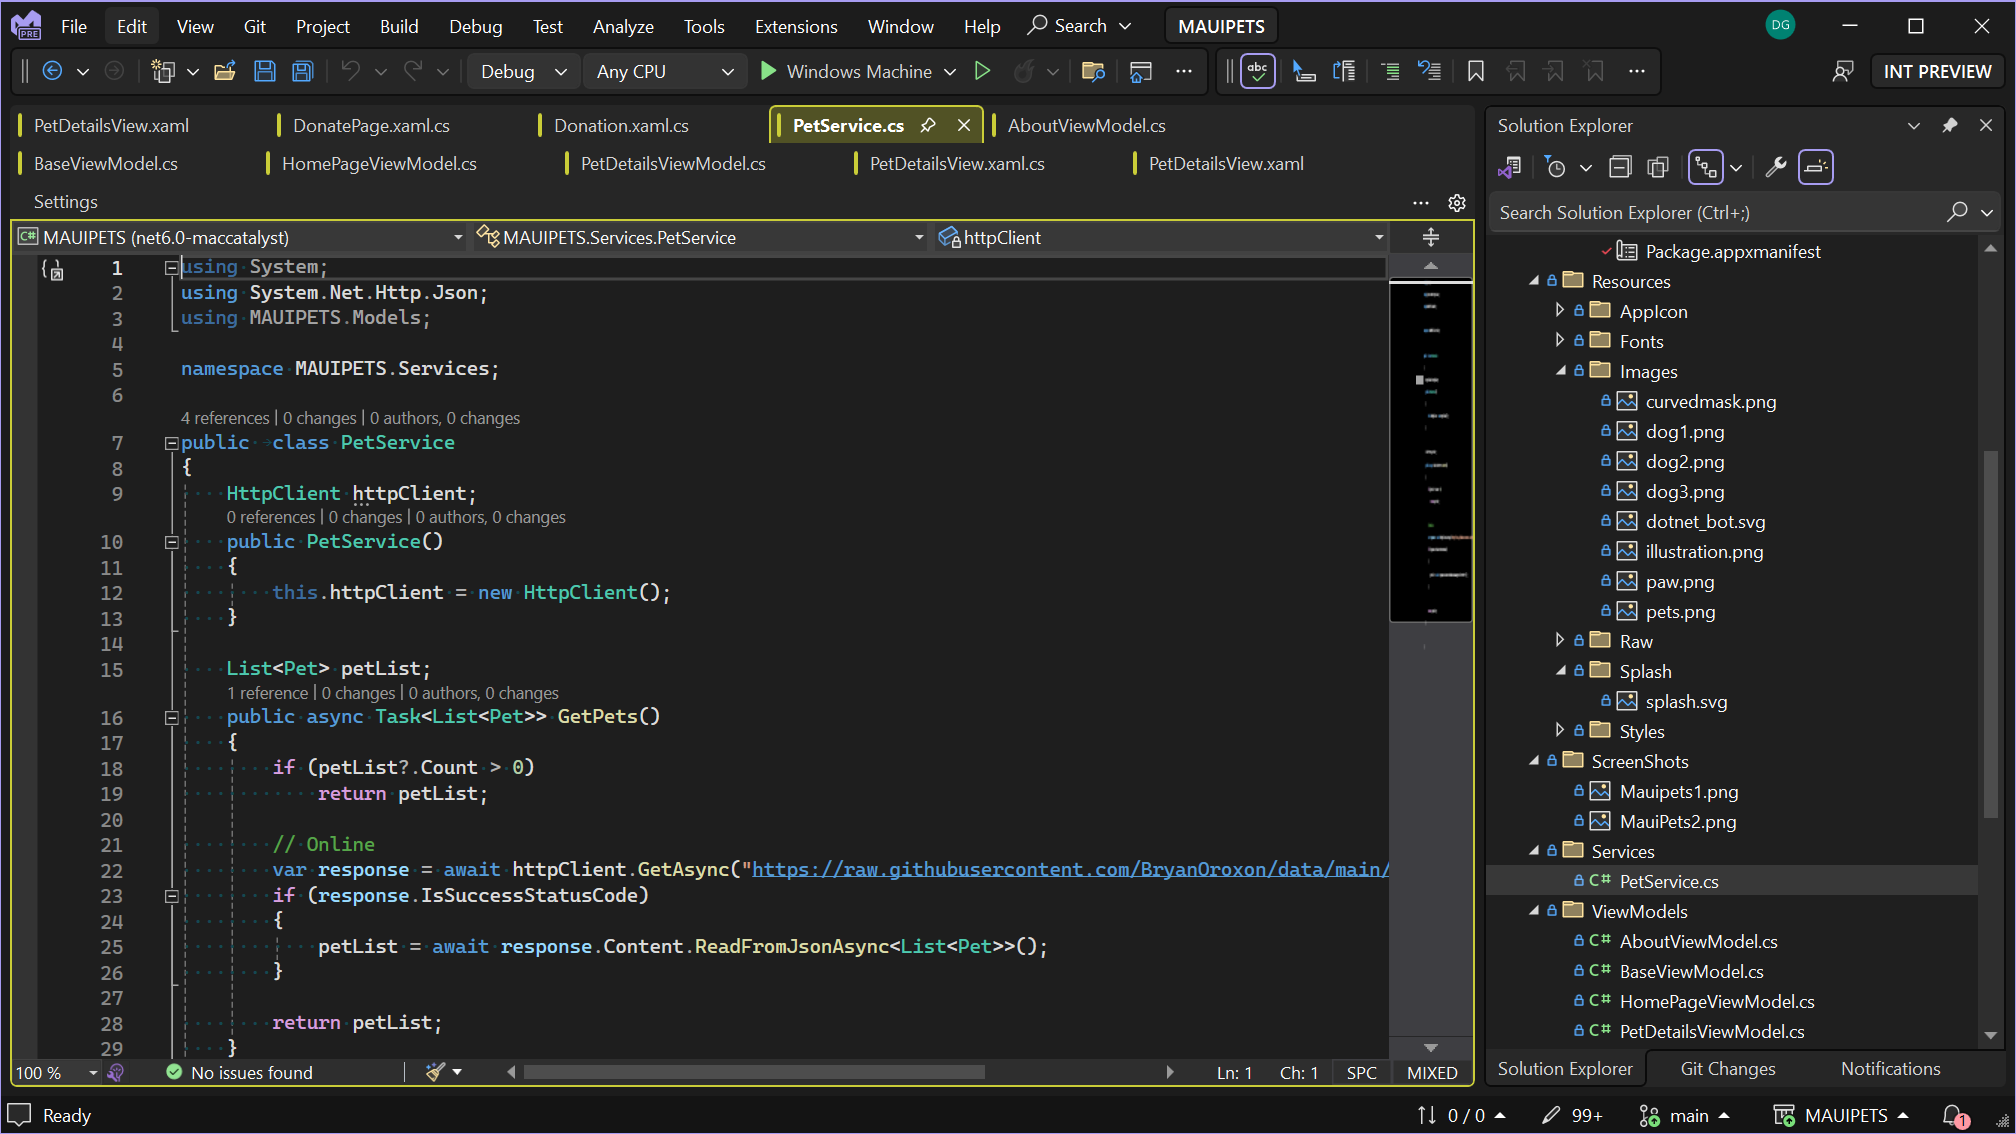 File Edit View Git Project Build Debug Test Analyze Tools Extensions Window Help Search MAUIPETS DG
PRE
Debug Any CPU Windows Machine abc INT PREVIEW
PetDetailsView.xaml DonatePage.xaml.cs Donation.xaml.cs PetService.cs AboutViewModel.cs
BaseViewModel.cs HomePageViewModel.cs PetDetailsViewModel.cs PetDetailsView.xaml.cs PetDetailsView.xaml
Settings
C# MAUIPETS (net6.0-maccatalyst) MAUIPETS.Services.PetService httpClient
1 using System;
2 using System.Net.Http.Json;
3 using MAUIPETS.Models;
4
5 namespace MAUIPETS.Services;
6
4 references | 0 changes | 0 authors, 0 changes
7 public class PetService
8 {
9 HttpClient httpClient;
0 references | 0 changes | 0 authors, 0 changes
10 public PetService()
11 {
12 this.httpClient = new HttpClient();
13 }
14
15 List<Pet> petList;
1 reference | 0 changes | 0 authors, 0 changes
16 public async Task<List<Pet>> GetPets()
17 {
18 if (petList?.Count > 0)
19 return petList;
20
21 // Online
22 var response = await httpClient.GetAsync("https://raw.githubusercontent.com/BryanOroxon/data/main/
23 if (response.IsSuccessStatusCode)
24 {
25 petList = await response.Content.ReadFromJsonAsync<List<Pet>>();
26 }
27
28 return petList;
29 }
100 % No issues found Ln: 1 Ch: 1 SPC MIXED
Solution Explorer
Search Solution Explorer (Ctrl+;)
Package.appxmanifest
Resources
AppIcon
Fonts
Images
curvedmask.png
dog1.png
dog2.png
dog3.png
dotnet_bot.svg
illustration.png
paw.png
pets.png
Raw
Splash
splash.svg
Styles
ScreenShots
Mauipets1.png
MauiPets2.png
Services
C# PetService.cs
ViewModels
C# AboutViewModel.cs
C# BaseViewModel.cs
C# HomePageViewModel.cs
C# PetDetailsViewModel.cs
Solution Explorer Git Changes Notifications
Ready 0 / 0 99+ main MAUIPETS 1